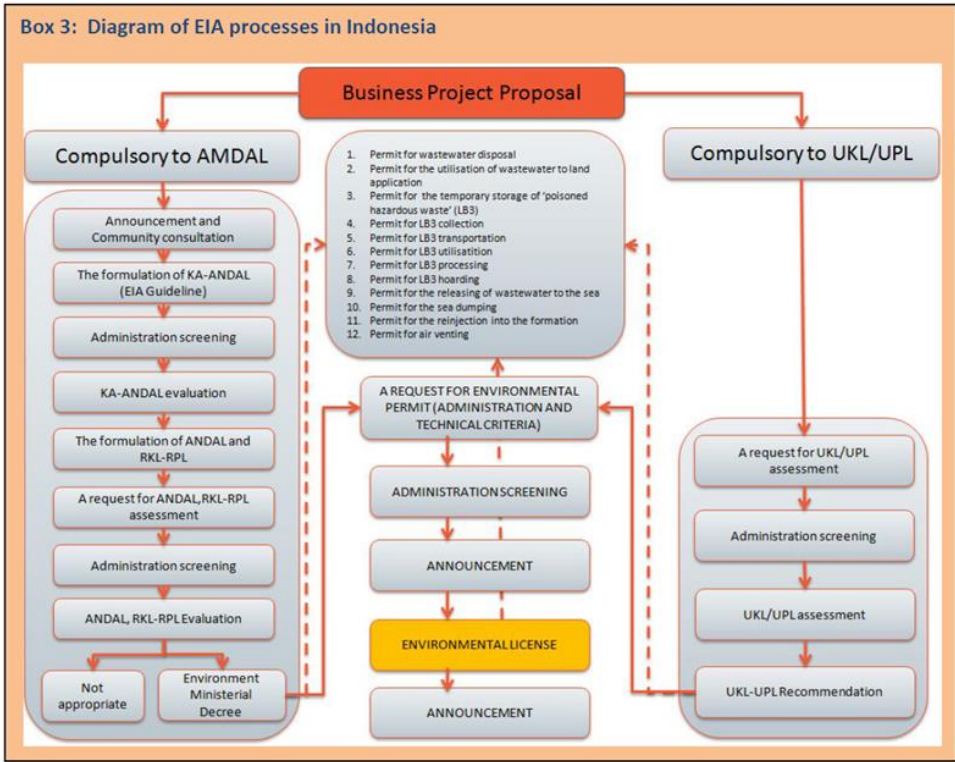 Box 3: Diagram of EIA processes in Indonesia
Business Project Proposal
Compulsory to AMDAL
Announcement and
Community consultation
The formulation of KA-ANDAL
(EIA Guideline)
Administration screening
KA-ANDAL evaluation
The formulation of ANDAL and
RKL-RPL
A request for ANDAL, RKL-RPL
assessment
Administration screening
ANDAL, RKL-RPL Evaluation
Not
appropriate
Environment
Ministerial
Decree
1. Permit for wastewater disposal
2. Permit for the utilisation of wastewater to land
application
3. Permit for the temporary storage of ‘poisoned
hazardous waste’ (LB3)
4. Permit for LB3 collection
5. Permit for LB3 transportation
6. Permit for LB3 utilisatition
7. Permit for LB3 processing
8. Permit for LB3 hoarding
9. Permit for the releasing of wastewater to the sea
10. Permit for the sea dumping
11. Permit for the reinjection into the formation
12. Permit for air venting
A REQUEST FOR ENVIRONMENTAL
PERMIT (ADMINISTRATION AND
TECHNICAL CRITERIA)
ADMINISTRATION SCREENING
ANNOUNCEMENT
ENVIRONMENTAL LICENSE
ANNOUNCEMENT
Compulsory to UKL/UPL
A request for UKL/UPL
assessment
Administration screening
UKL/UPL assessment
UKL-UPL Recommendation